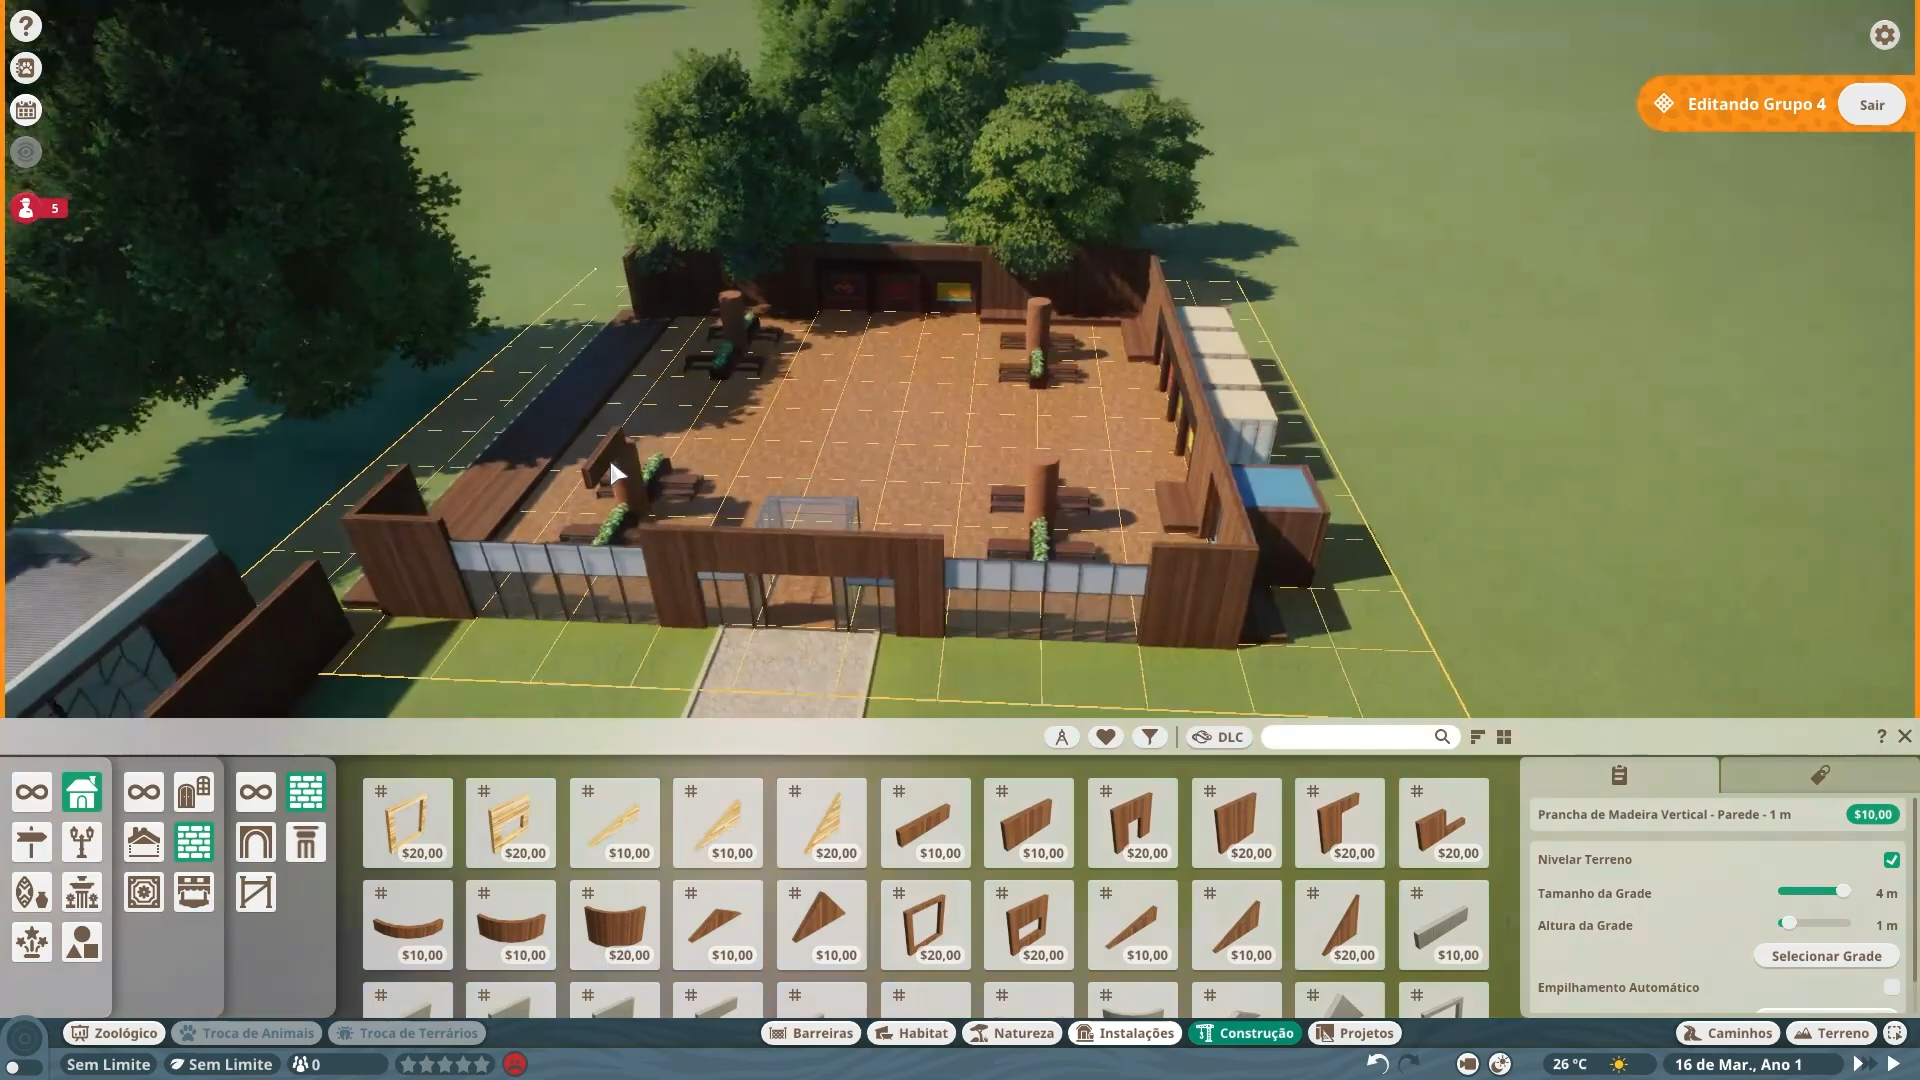 ?
Editando Grupo 4
Sair
5
DLC
?
# # # # # # # # # # #
$20,00 $20,00 $10,00 $10,00 $20,00 $10,00 $10,00 $20,00 $20,00 $20,00 $20,00
# # # # # # # # # # #
$10,00 $10,00 $20,00 $10,00 $10,00 $20,00 $20,00 $10,00 $10,00 $20,00 $10,00
# # # # # # # # # # #
Prancha de Madeira Vertical - Parede - 1 m $10,00
Nivelar Terreno
Tamanho da Grade 4 m
Altura da Grade 1 m
Selecionar Grade
Empilhamento Automático
Zoológico Troca de Animais Troca de Terrários Barreiras Habitat Natureza Instalações Construção Projetos Caminhos Terreno
Sem Limite Sem Limite 0 26 °C 16 de Mar., Ano 1